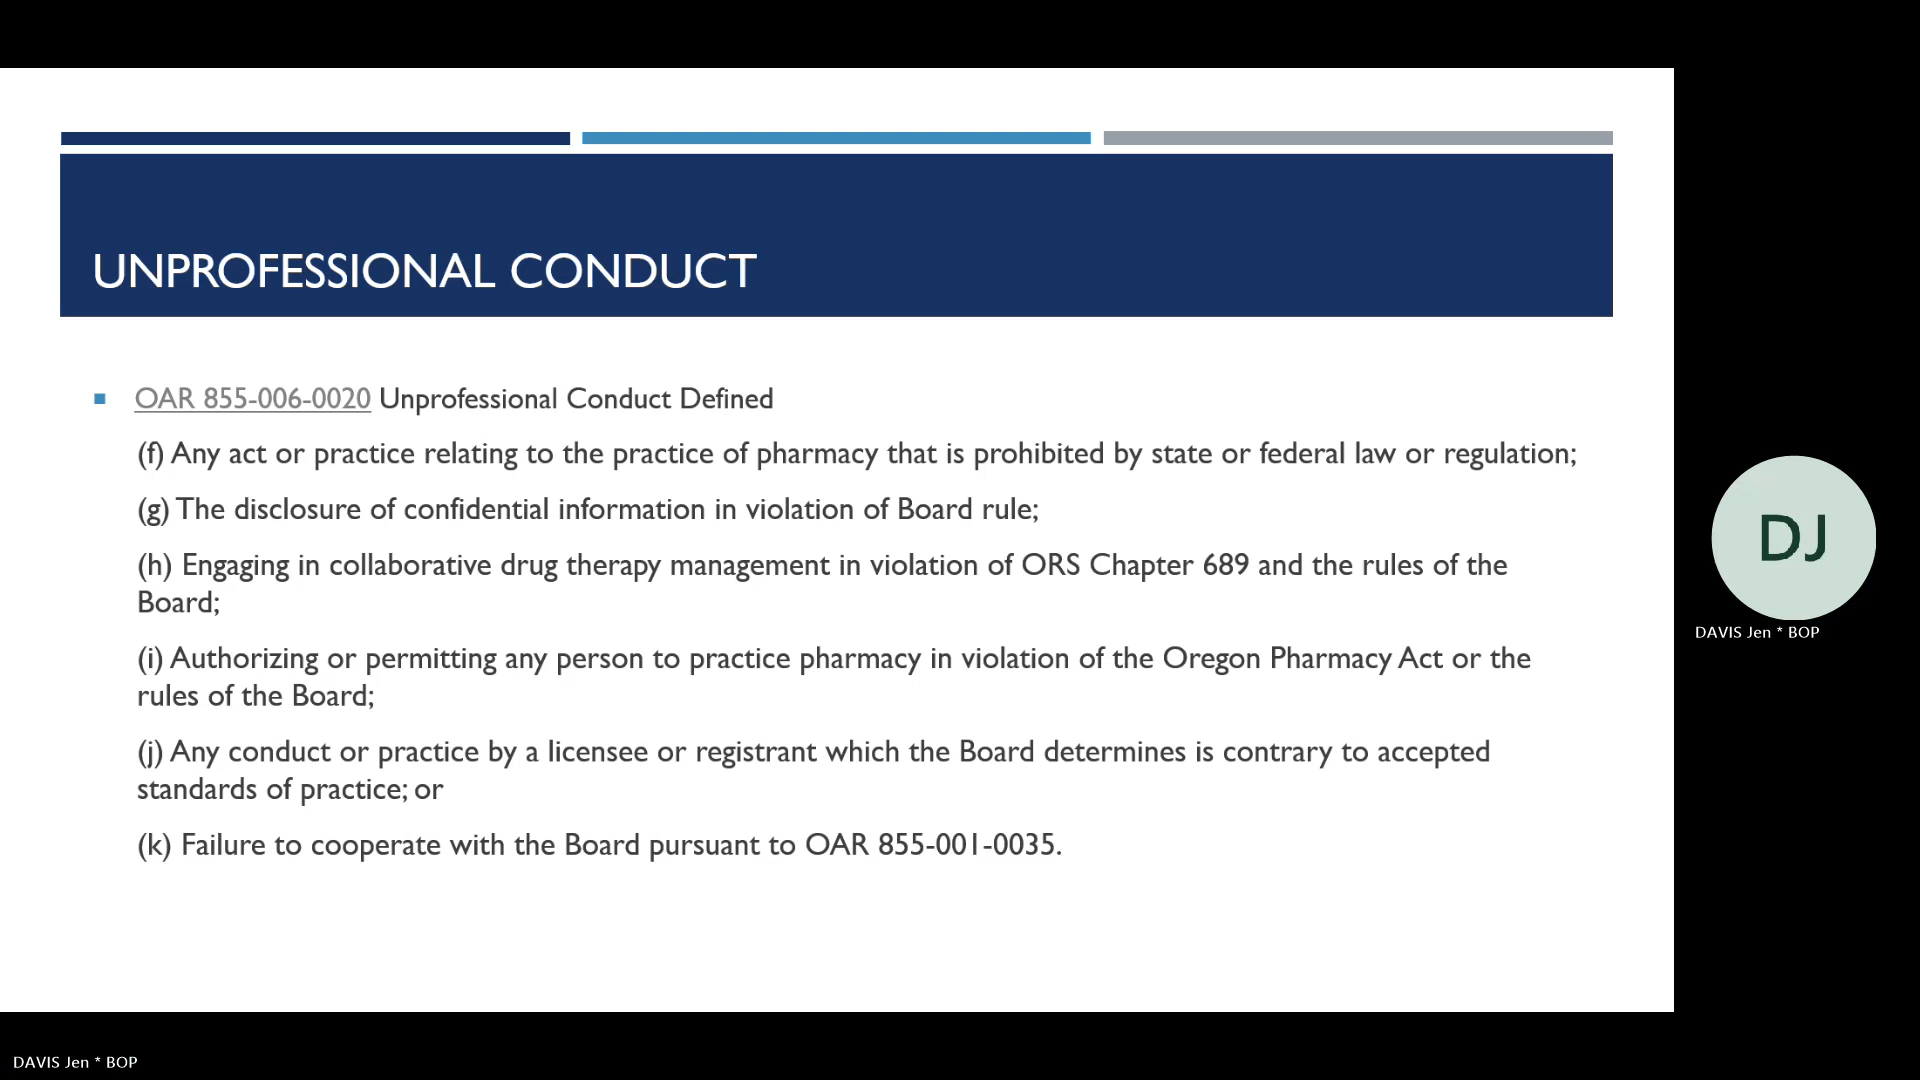 UNPROFESSIONAL CONDUCT
▪ OAR 855-006-0020 Unprofessional Conduct Defined
(f) Any act or practice relating to the practice of pharmacy that is prohibited by state or federal law or regulation;
(g) The disclosure of confidential information in violation of Board rule;
(h) Engaging in collaborative drug therapy management in violation of ORS Chapter 689 and the rules of the
Board;
(i) Authorizing or permitting any person to practice pharmacy in violation of the Oregon Pharmacy Act or the
rules of the Board;
(j) Any conduct or practice by a licensee or registrant which the Board determines is contrary to accepted
standards of practice; or
(k) Failure to cooperate with the Board pursuant to OAR 855-001-0035.
DJ
DAVIS Jen * BOP
DAVIS Jen * BOP